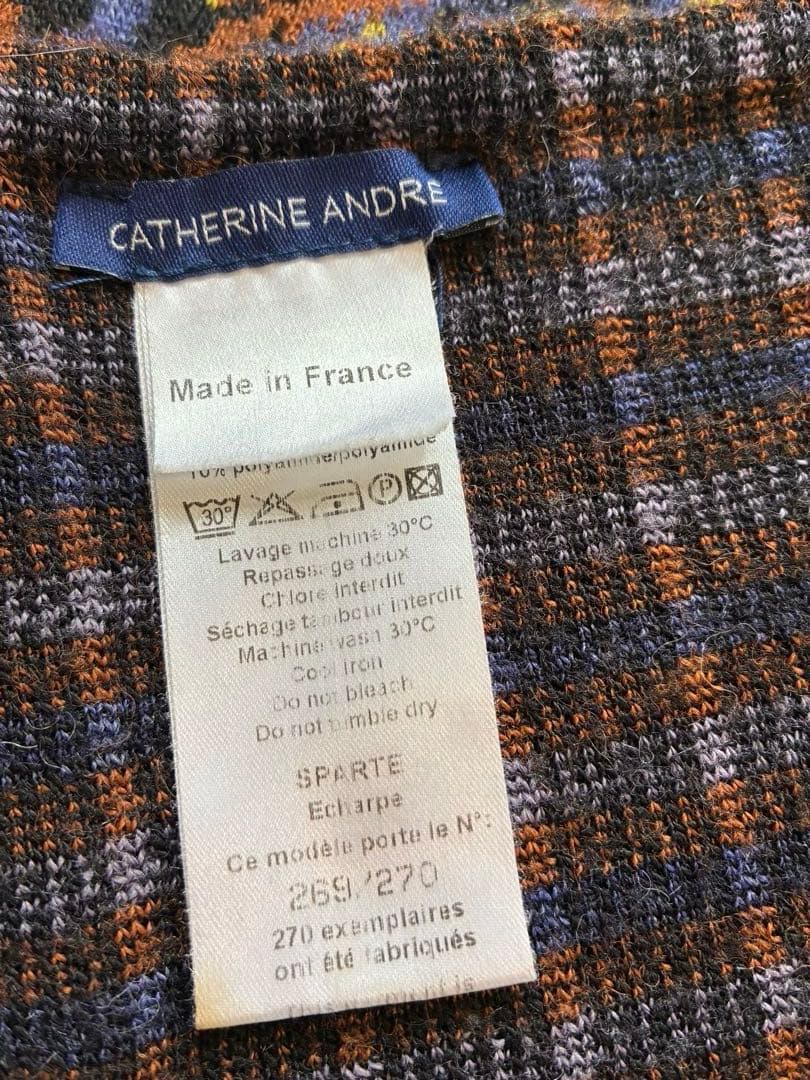 CATHERINE ANDRE
Made in France
10% polyamide/polyamide
30° P
Lavage machine 30°C
Repassage doux
Chlore interdit
Séchage tambour interdit
Machine wash 30°C
Cool iron
Do not bleach
Do not tumble dry
SPARTE
Echarpe
Ce modèle porte le N°:
269/270
270 exemplaires
ont été fabriqués